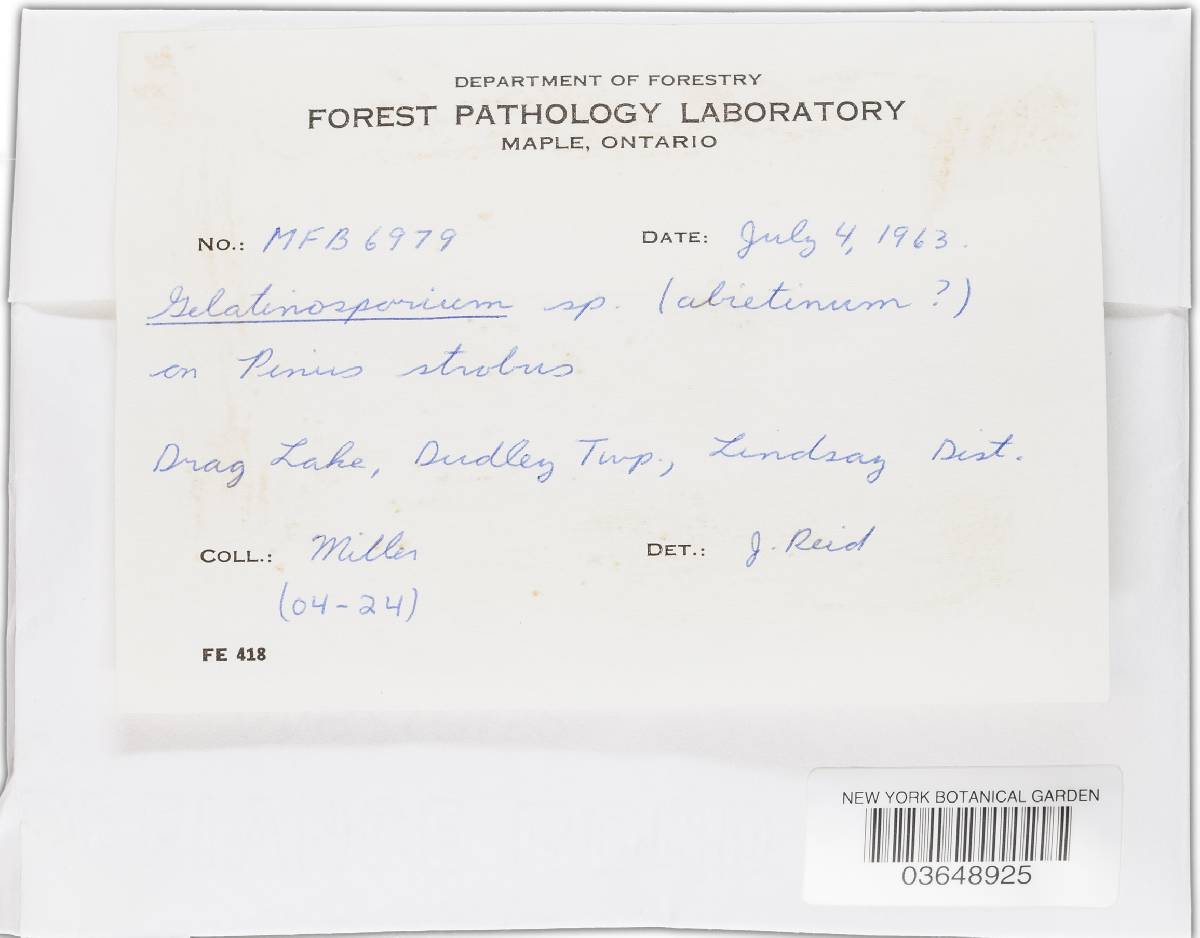 DEPARTMENT OF FORESTRY
FOREST PATHOLOGY LABORATORY
MAPLE, ONTARIO
NO.: MFB 6979 DATE: July 4, 1963.
Gelatinosporium sp. (abietinum ?)
on Pinus strobus
Drag Lake, Dudley Twp., Lindsay Dist.
COLL.: Miller DET.: J. Reid
(04-24)
FE 418
NEW YORK BOTANICAL GARDEN
03648925